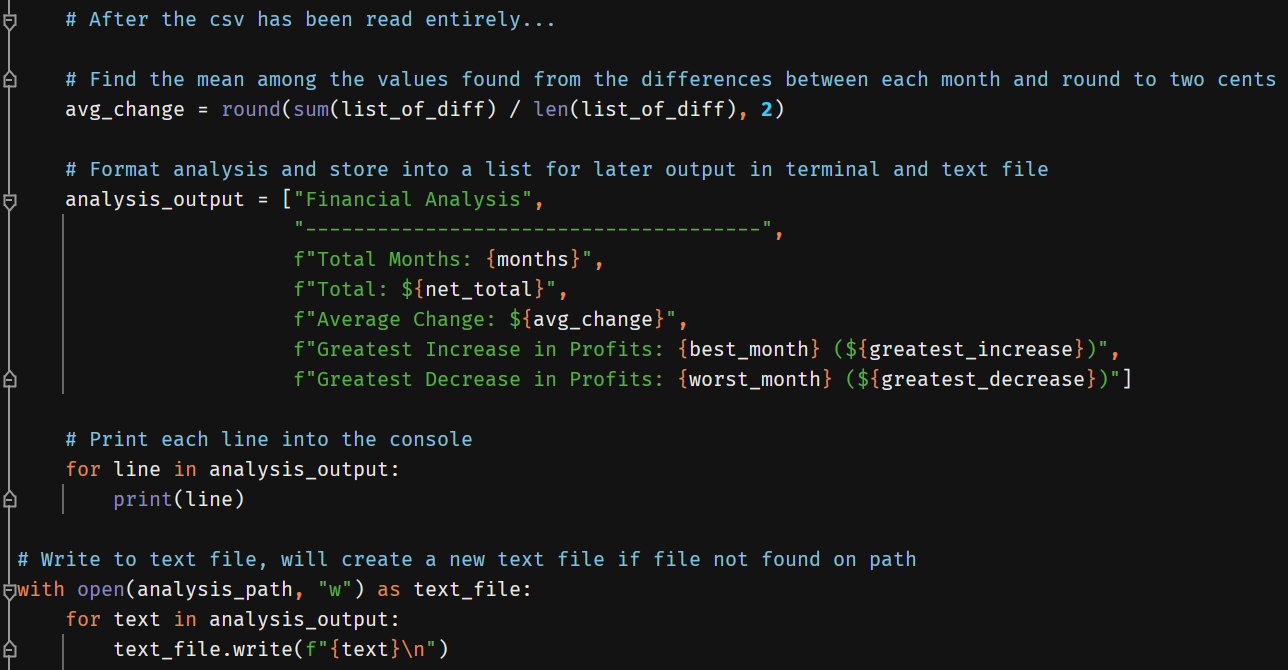 # After the csv has been read entirely...
# Find the mean among the values found from the differences between each month and round to two cents
avg_change = round(sum(list_of_diff) / len(list_of_diff), 2)
# Format analysis and store into a list for later output in terminal and text file
analysis_output = ["Financial Analysis",
"--------------------------------------",
f"Total Months: {months}",
f"Total: ${net_total}",
f"Average Change: ${avg_change}",
f"Greatest Increase in Profits: {best_month} (${greatest_increase})",
f"Greatest Decrease in Profits: {worst_month} (${greatest_decrease})"]
# Print each line into the console
for line in analysis_output:
print(line)
# Write to text file, will create a new text file if file not found on path
with open(analysis_path, "w") as text_file:
for text in analysis_output:
text_file.write(f"{text}\n")